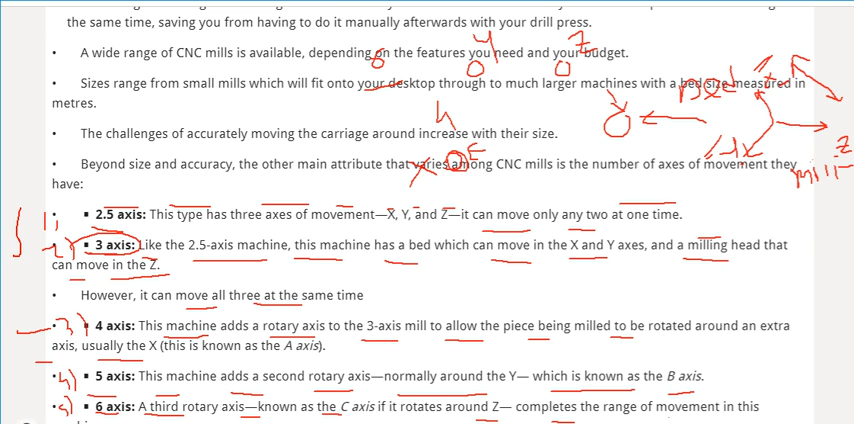 the same time, saving you from having to do it manually afterwards with your drill press.
• A wide range of CNC mills is available, depending on the features you need and your budget.
• Sizes range from small mills which will fit onto your desktop through to much larger machines with a bed size measured in
metres.
• The challenges of accurately moving the carriage around increase with their size.
• Beyond size and accuracy, the other main attribute that varies among CNC mills is the number of axes of movement they
have:
• ▪ 2.5 axis: This type has three axes of movement—X, Y, and Z—it can move only any two at one time.
• ▪ 3 axis: Like the 2.5-axis machine, this machine has a bed which can move in the X and Y axes, and a milling head that
can move in the Z.
• However, it can move all three at the same time
• ▪ 4 axis: This machine adds a rotary axis to the 3-axis mill to allow the piece being milled to be rotated around an extra
axis, usually the X (this is known as the A axis).
• ▪ 5 axis: This machine adds a second rotary axis—normally around the Y— which is known as the B axis.
• ▪ 6 axis: A third rotary axis—known as the C axis if it rotates around Z— completes the range of movement in this